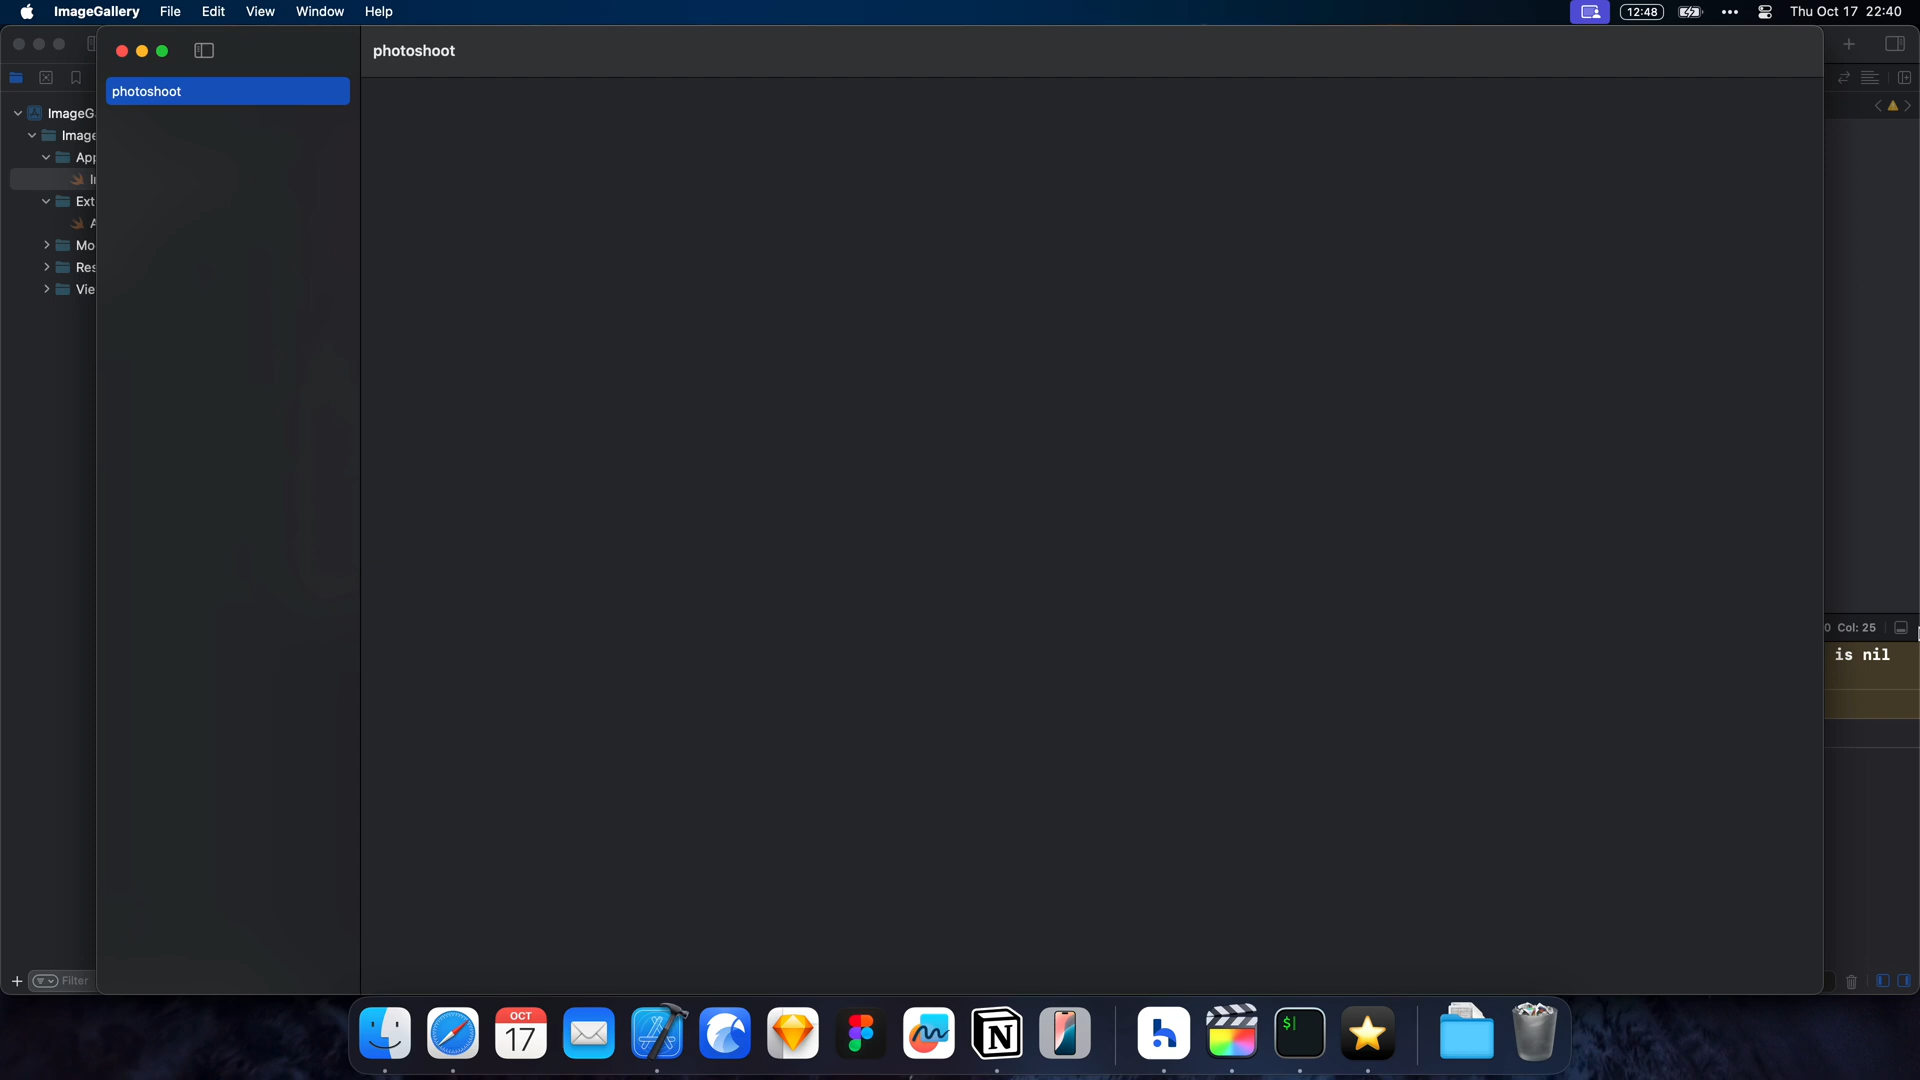 ImageGallery File Edit View Window Help
12:48
Thu Oct 17 22:40
photoshoot
photoshoot
ImageG
Image
App
Ext
A
Mo
Res
Vie
Col: 25
is nil
Filter
OCT
17
$